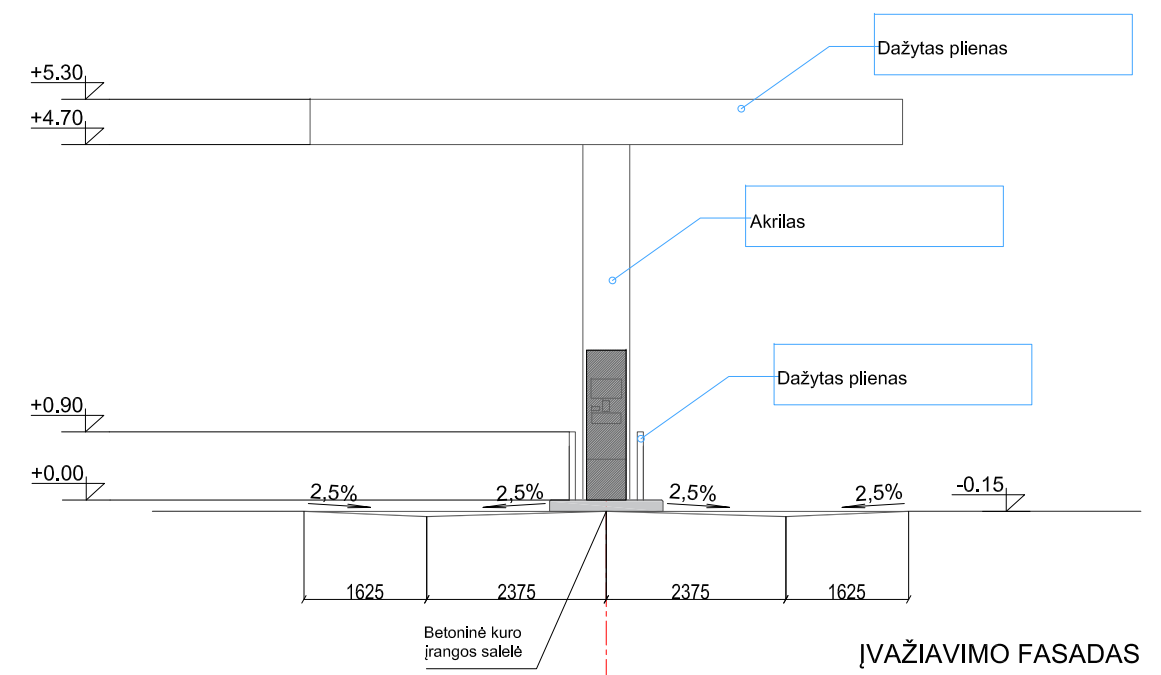 Dažytas plienas
+5.30
+4.70
Akrilas
Dažytas plienas
+0.90
+0.00
2,5% 2,5% 2,5% 2,5%
-0.15
1625 2375 2375 1625
Betoninė kuro
įrangos salelė
ĮVAŽIAVIMO FASADAS